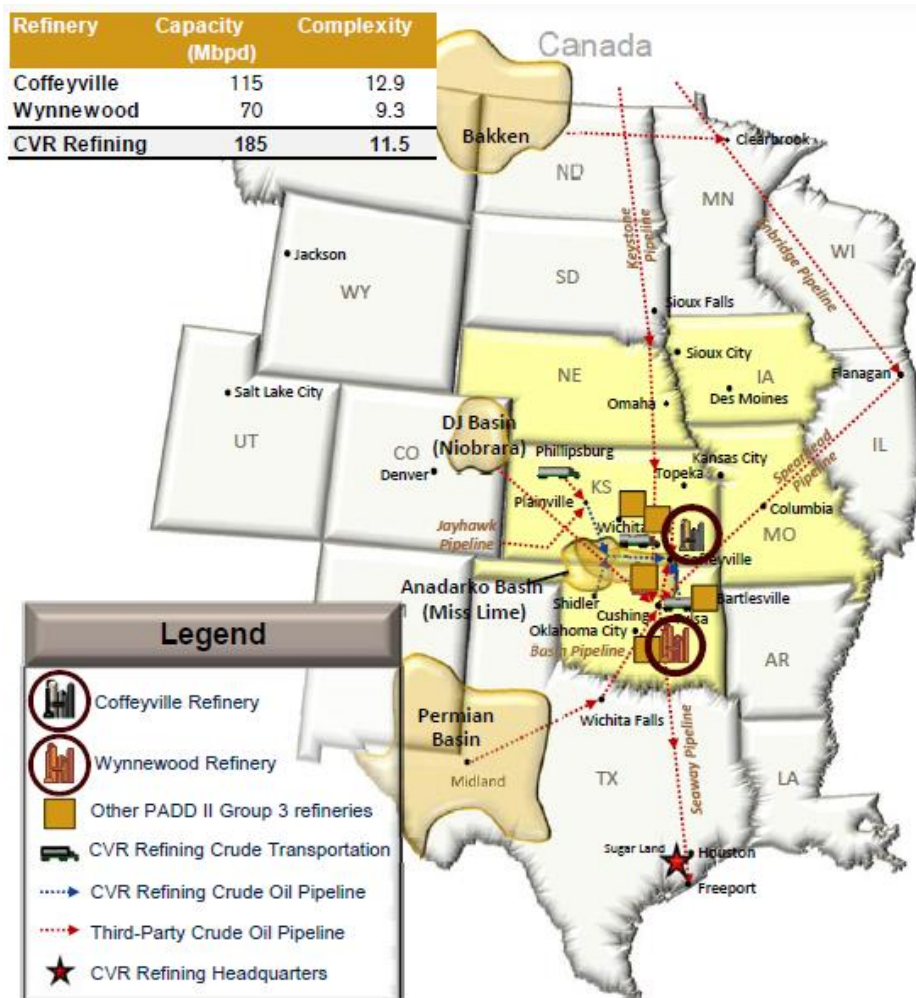 Refinery Capacity (Mbpd) Complexity
Coffeyville 115 12.9
Wynnewood 70 9.3
CVR Refining 185 11.5
Canada
Bakken
Clearbrook
ND
MN
Keystone Pipeline
Enbridge Pipeline
WI
Jackson
WY
SD
Sioux Falls
Sioux City
NE
IA
Flanagan
Des Moines
Salt Lake City
Omaha
UT
DJ Basin
(Niobrara)
CO
Denver
Phillipsburg
Kansas City
Spearhead Pipeline
IL
Topeka
KS
Plainville
Columbia
Wichita
MO
Jayhawk
Pipeline
Coffeyville
Anadarko Basin
(Miss Lime)
Shidler
Cushing
Bartlesville
Tulsa
Oklahoma City
Basin Pipeline
AR
Wichita Falls
Permian
Basin
Midland
TX
Seaway Pipeline
LA
Sugar Land
Houston
Freeport
Legend
Coffeyville Refinery
Wynnewood Refinery
Other PADD II Group 3 refineries
CVR Refining Crude Transportation
CVR Refining Crude Oil Pipeline
Third-Party Crude Oil Pipeline
CVR Refining Headquarters